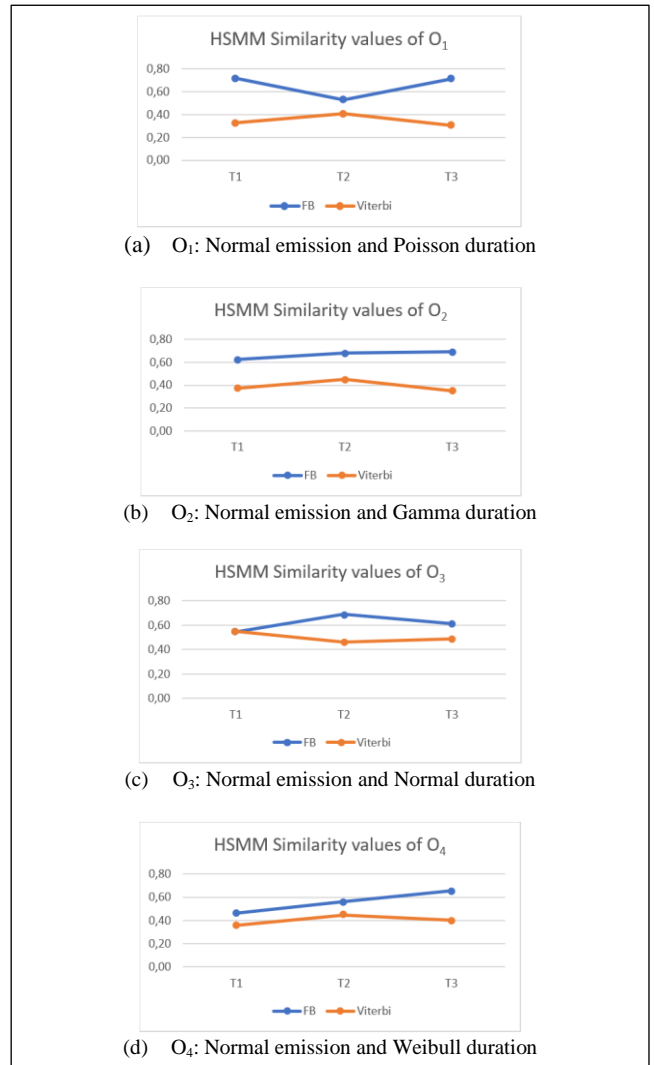 HSMM Similarity values of O₁
0,80
0,60
0,40
0,20
0,00
T1 T2 T3
FB Viterbi
(a) O₁: Normal emission and Poisson duration
HSMM Similarity values of O₂
0,80
0,60
0,40
0,20
0,00
T1 T2 T3
FB Viterbi
(b) O₂: Normal emission and Gamma duration
HSMM Similarity values of O₃
0,80
0,60
0,40
0,20
0,00
T1 T2 T3
FB Viterbi
(c) O₃: Normal emission and Normal duration
HSMM Similarity values of O₄
0,80
0,60
0,40
0,20
0,00
T1 T2 T3
FB Viterbi
(d) O₄: Normal emission and Weibull duration